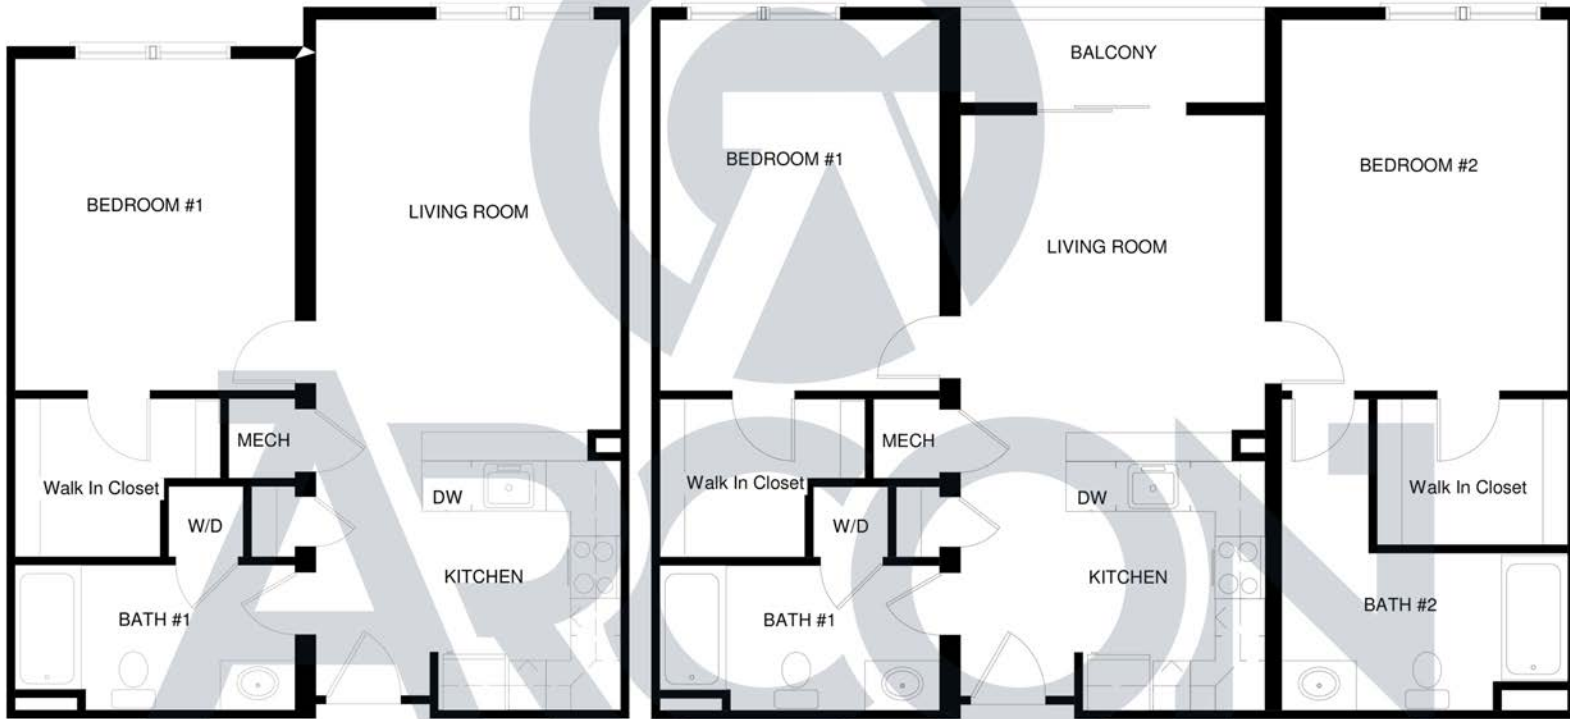 BEDROOM #1
LIVING ROOM
MECH
Walk In Closet
W/D
DW
KITCHEN
BATH #1
BALCONY
BEDROOM #1
BEDROOM #2
LIVING ROOM
MECH
Walk In Closet
W/D
DW
Walk In Closet
KITCHEN
BATH #1
BATH #2
ARCON